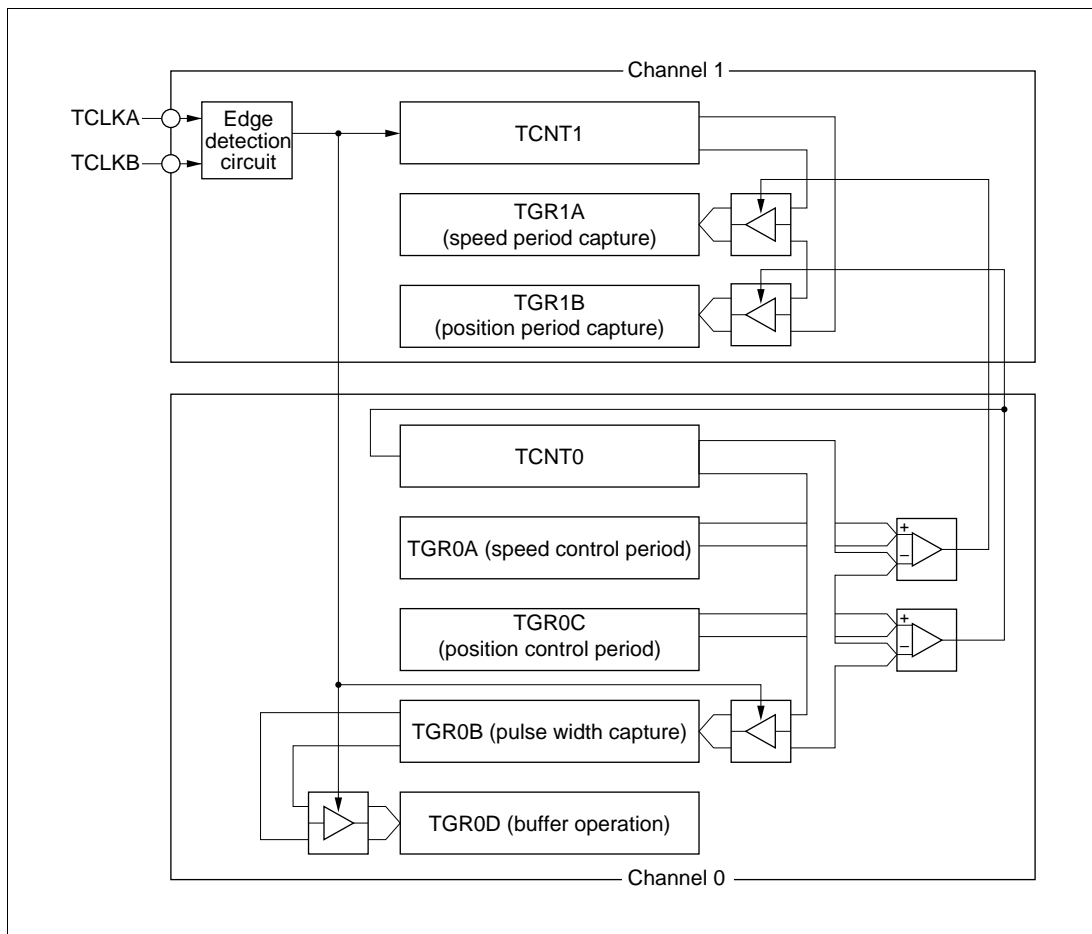 Channel 1
TCLKA
TCLKB
Edge
detection
circuit
TCNT1
TGR1A
(speed period capture)
TGR1B
(position period capture)
TCNT0
TGR0A (speed control period)
+
−
TGR0C
(position control period)
+
−
TGR0B (pulse width capture)
TGR0D (buffer operation)
Channel 0